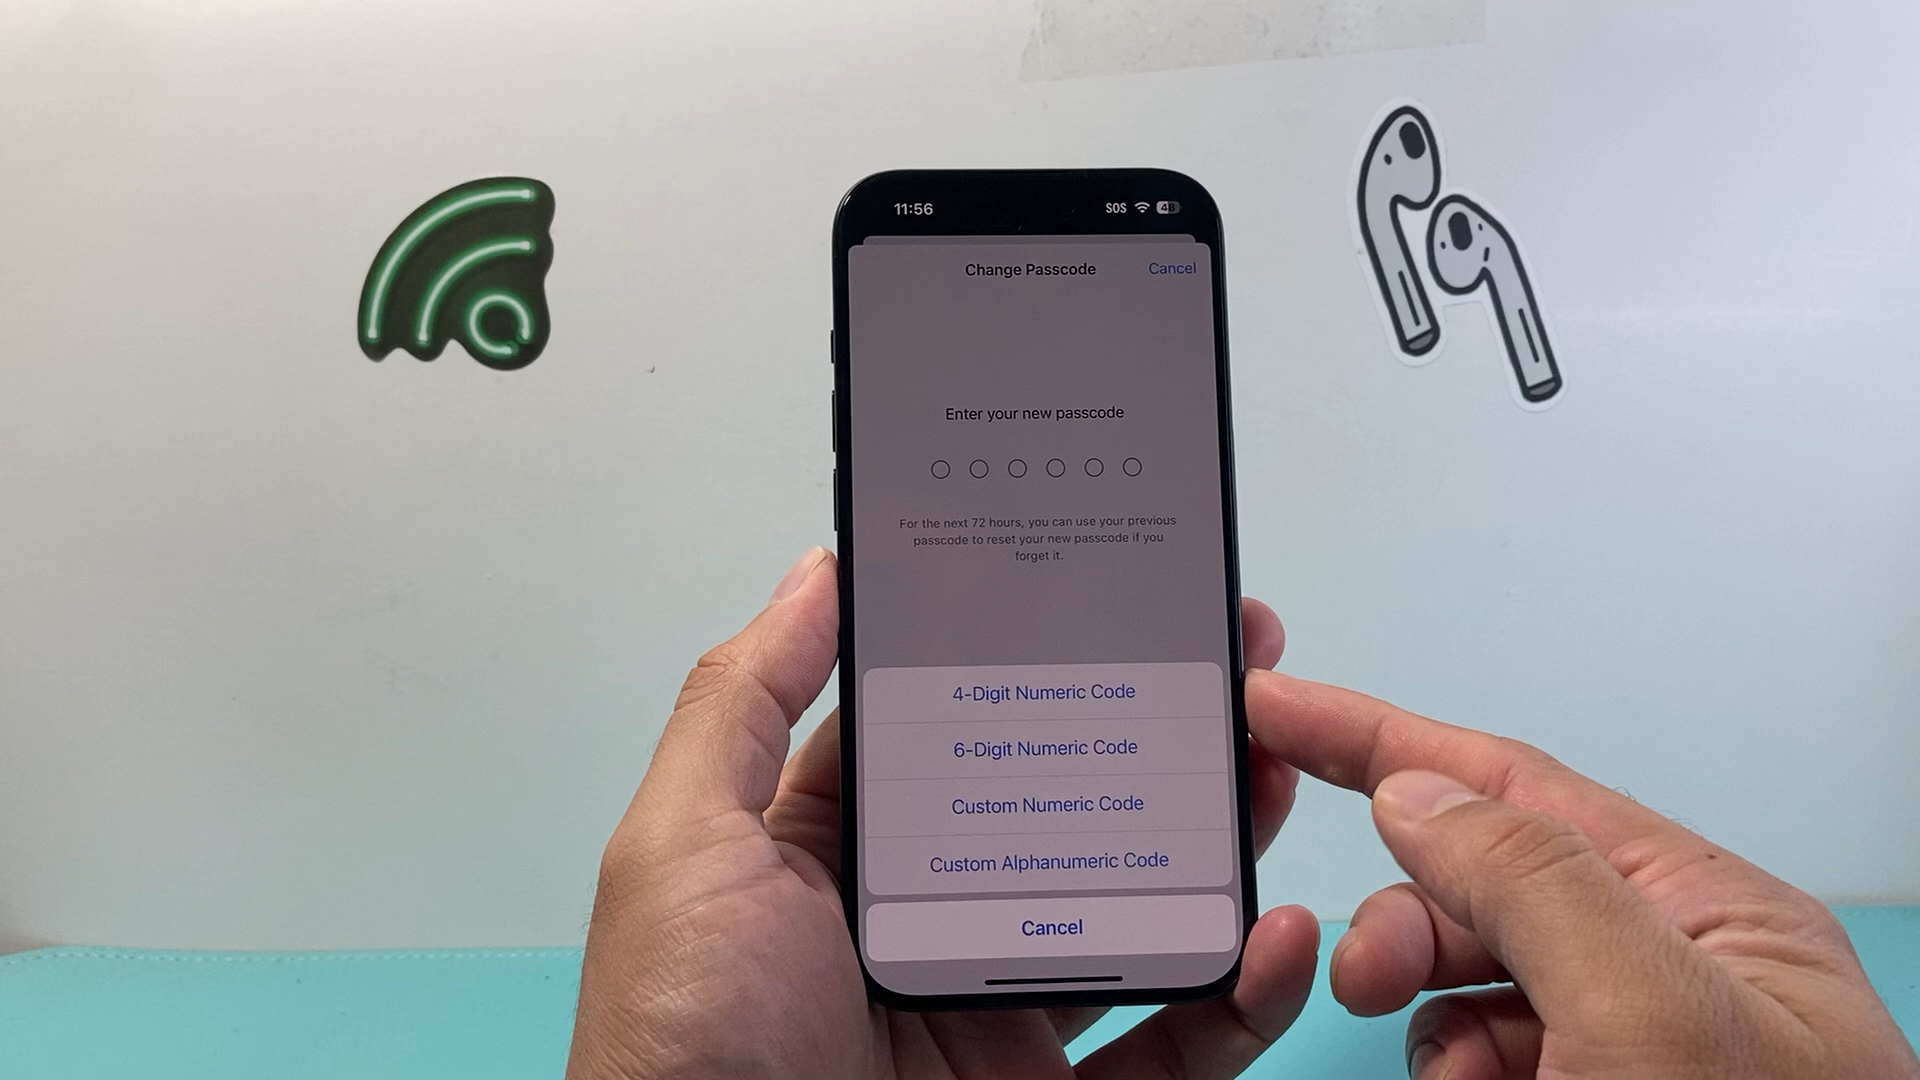 11:56
SOS 48
Change Passcode
Cancel
Enter your new passcode
For the next 72 hours, you can use your previous
passcode to reset your new passcode if you
forget it.
4-Digit Numeric Code
6-Digit Numeric Code
Custom Numeric Code
Custom Alphanumeric Code
Cancel